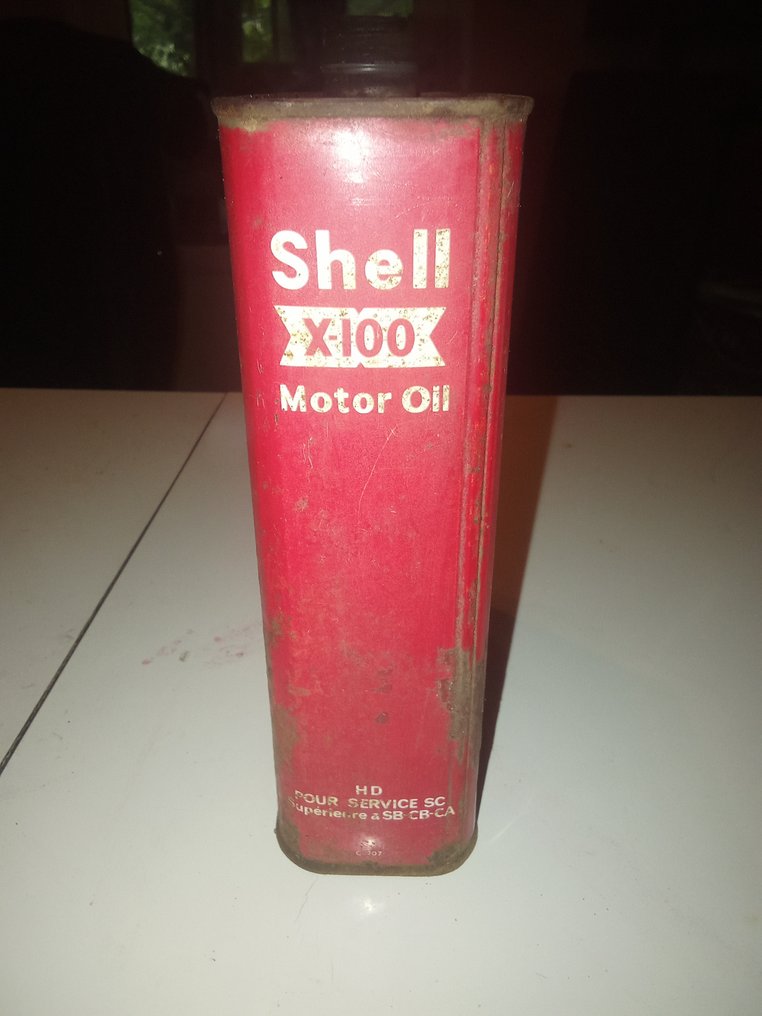 Shell
X-100
Motor Oil
HD
POUR SERVICE SC
Supérieure à SB-CB-CA